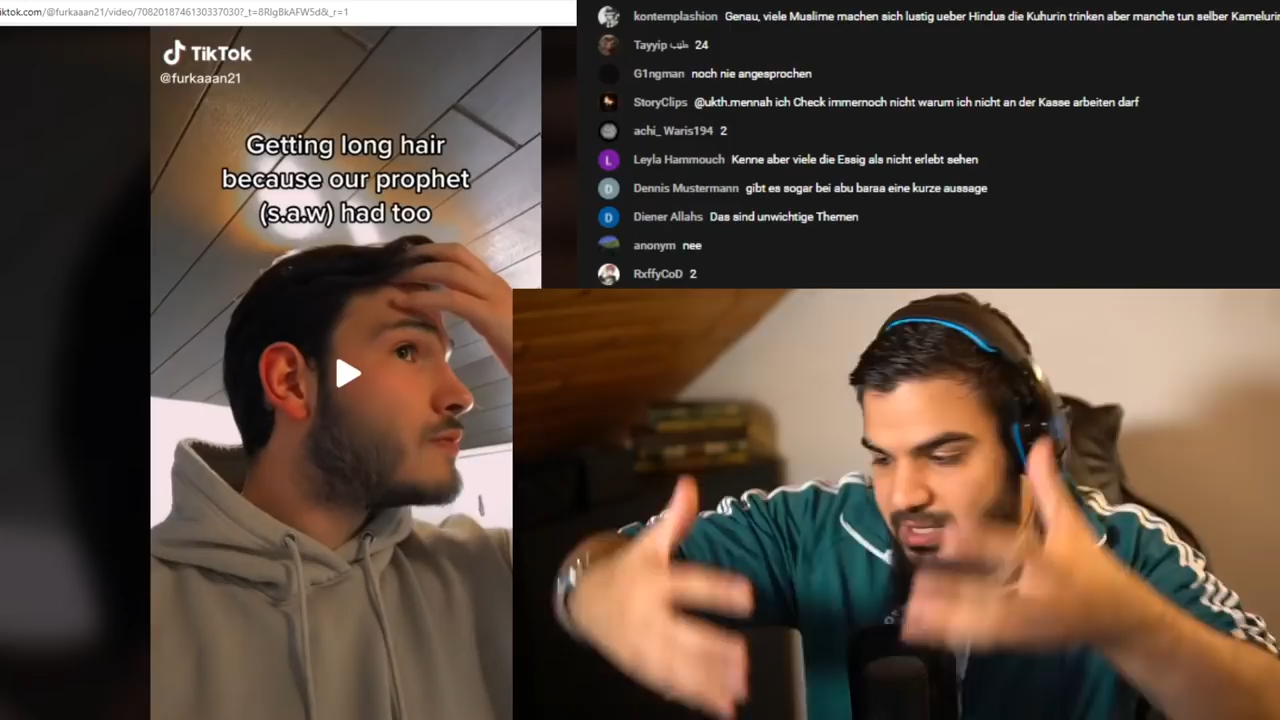 iktok.com/@furkaaan21/video/7082018746130337030?_t=8RlgBkAFW5d&_r=1
TikTok
@furkaaan21
Getting long hair
because our prophet
(s.a.w) had too
kontemplashion Genau, viele Muslime machen sich lustig ueber Hindus die Kuhurin trinken aber manche tun selber Kamelurin
Tayyip طيب 24
G1ngman noch nie angesprochen
StoryClips @ukth.mennah ich Check immernoch nicht warum ich nicht an der Kasse arbeiten darf
achi_ Waris194 2
L Leyla Hammouch Kenne aber viele die Essig als nicht erlebt sehen
D Dennis Mustermann gibt es sogar bei abu baraa eine kurze aussage
D Diener Allahs Das sind unwichtige Themen
anonym nee
RxffyCoD 2